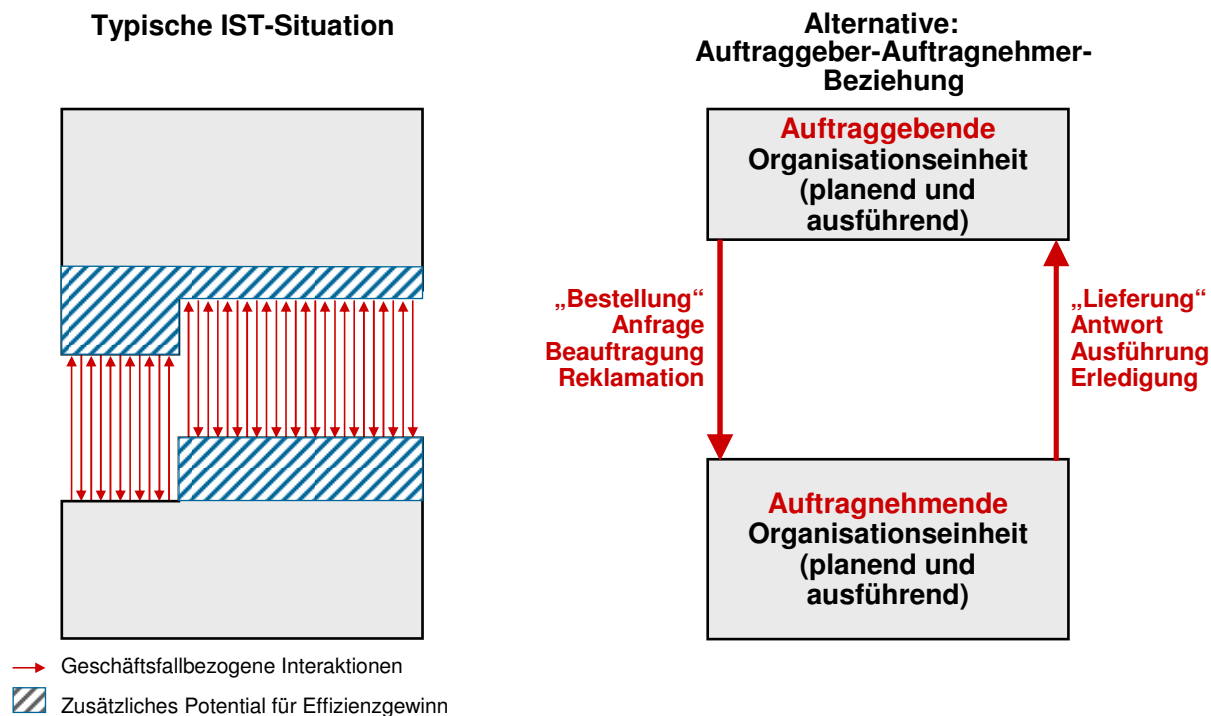 Typische IST-Situation
Alternative:
Auftraggeber-Auftragnehmer-
Beziehung
Auftraggebende
Organisationseinheit
(planend und
ausführend)
„Bestellung“
Anfrage
Beauftragung
Reklamation
„Lieferung“
Antwort
Ausführung
Erledigung
Auftragnehmende
Organisationseinheit
(planend und
ausführend)
Geschäftsfallbezogene Interaktionen
Zusätzliches Potential für Effizienzgewinn